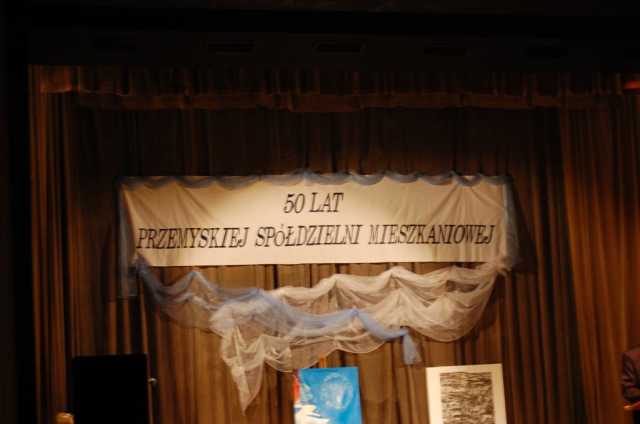 50 LAT
PRZEMYSKIEJ SPÓŁDZIELNI MIESZKANIOWEJ